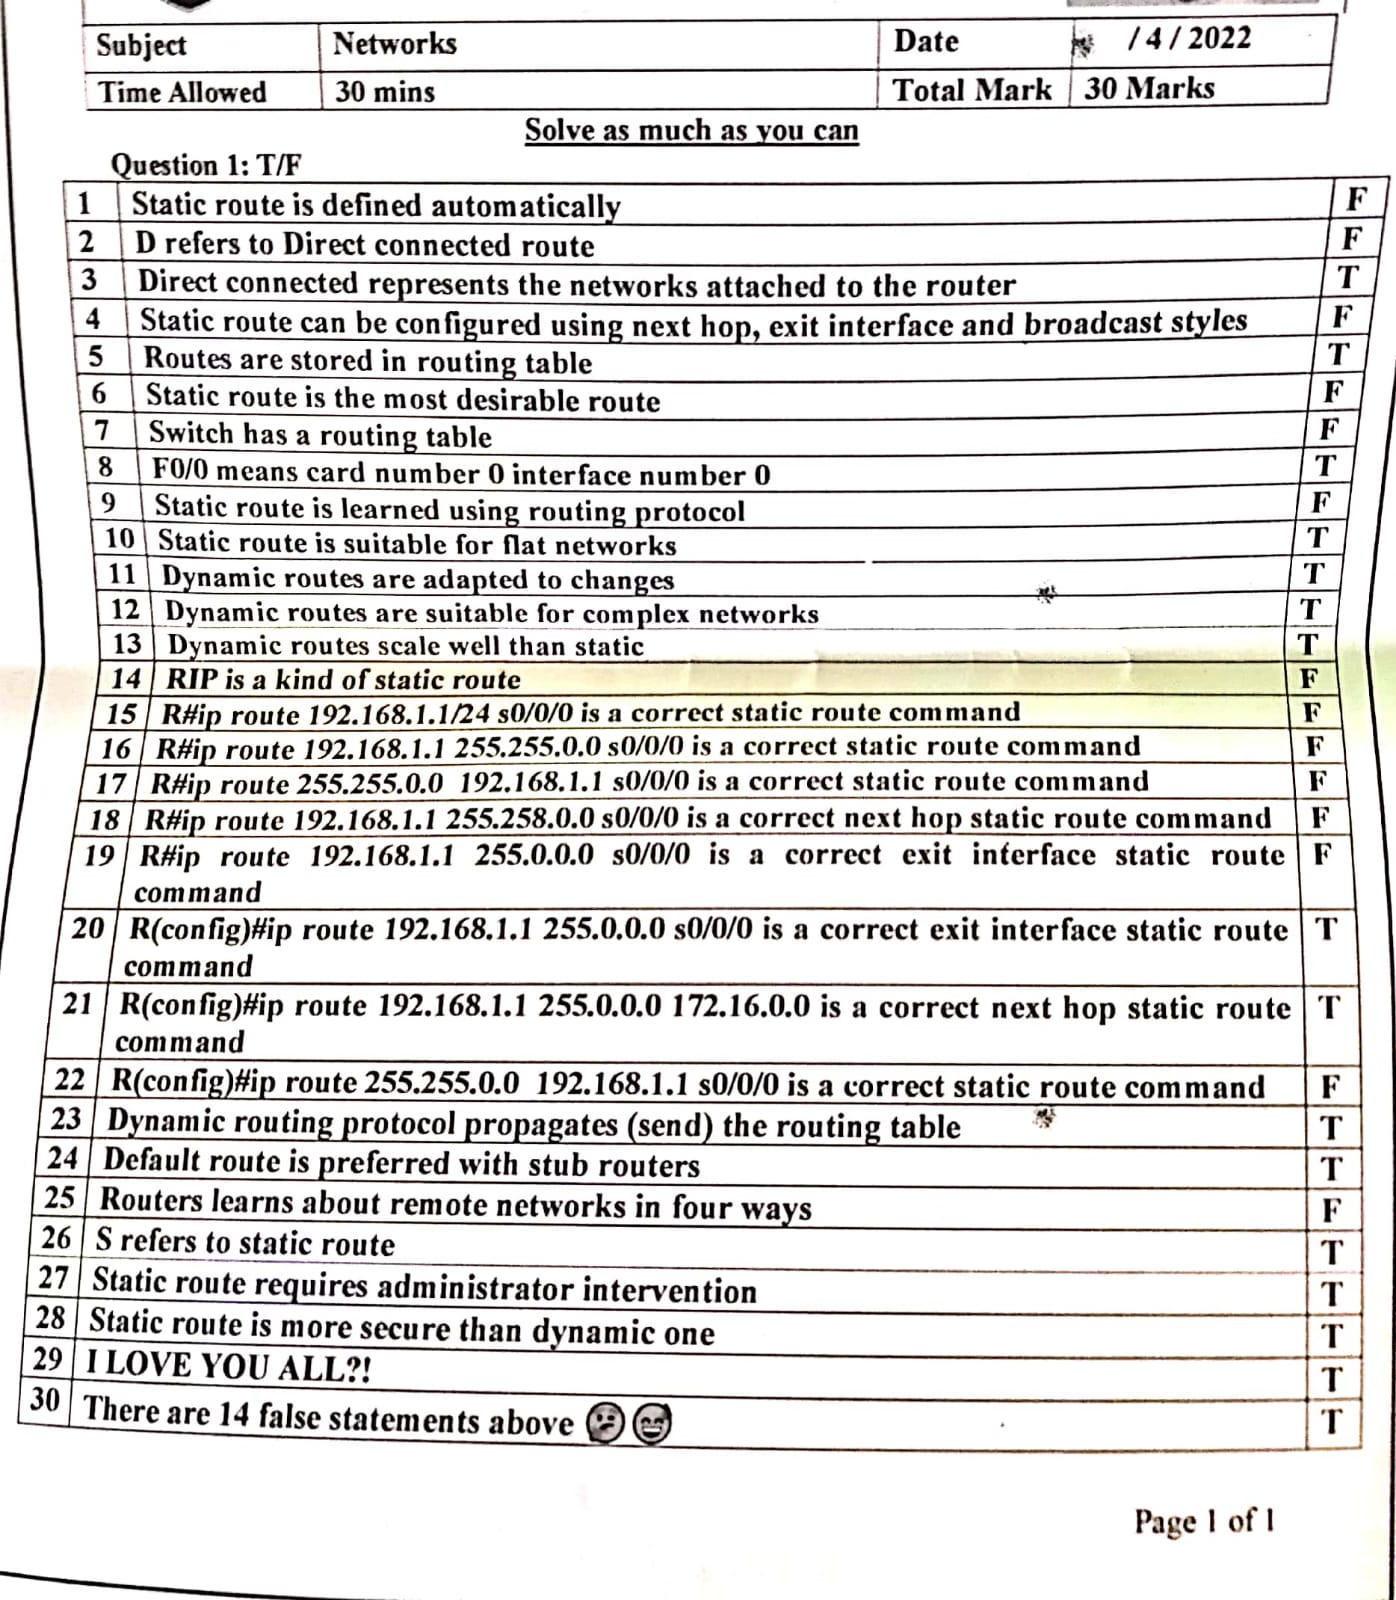 Subject Networks Date /4/2022
Time Allowed 30 mins Total Mark 30 Marks
Solve as much as you can
Question 1: T/F
1 Static route is defined automatically F
2 D refers to Direct connected route F
3 Direct connected represents the networks attached to the router T
4 Static route can be configured using next hop, exit interface and broadcast styles F
5 Routes are stored in routing table T
6 Static route is the most desirable route F
7 Switch has a routing table F
8 F0/0 means card number 0 interface number 0 T
9 Static route is learned using routing protocol F
10 Static route is suitable for flat networks T
11 Dynamic routes are adapted to changes T
12 Dynamic routes are suitable for complex networks T
13 Dynamic routes scale well than static T
14 RIP is a kind of static route F
15 R#ip route 192.168.1.1/24 s0/0/0 is a correct static route command F
16 R#ip route 192.168.1.1 255.255.0.0 s0/0/0 is a correct static route command F
17 R#ip route 255.255.0.0 192.168.1.1 s0/0/0 is a correct static route command F
18 R#ip route 192.168.1.1 255.258.0.0 s0/0/0 is a correct next hop static route command F
19 R#ip route 192.168.1.1 255.0.0.0 s0/0/0 is a correct exit interface static route F
command
20 R(config)#ip route 192.168.1.1 255.0.0.0 s0/0/0 is a correct exit interface static route T
command
21 R(config)#ip route 192.168.1.1 255.0.0.0 172.16.0.0 is a correct next hop static route T
command
22 R(config)#ip route 255.255.0.0 192.168.1.1 s0/0/0 is a correct static route command F
23 Dynamic routing protocol propagates (send) the routing table T
24 Default route is preferred with stub routers T
25 Routers learns about remote networks in four ways F
26 S refers to static route T
27 Static route requires administrator intervention T
28 Static route is more secure than dynamic one T
29 I LOVE YOU ALL?! T
30 There are 14 false statements above T
Page 1 of 1